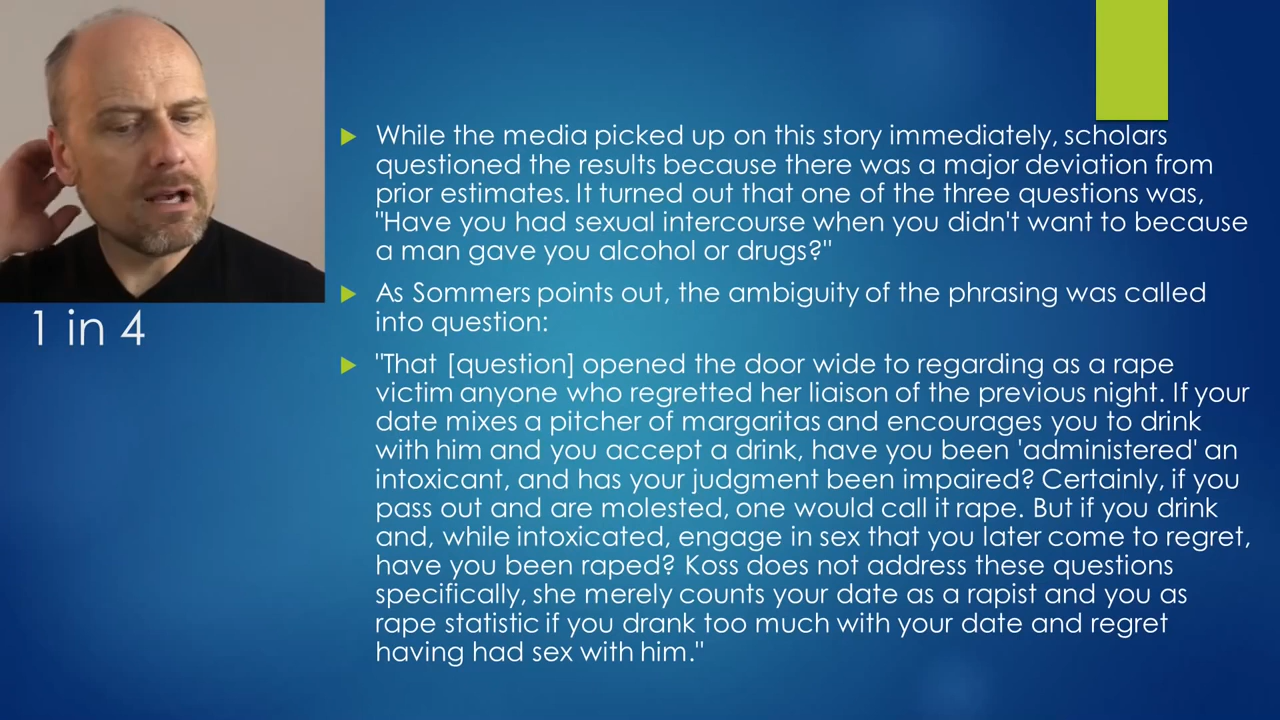 While the media picked up on this story immediately, scholars
questioned the results because there was a major deviation from
prior estimates. It turned out that one of the three questions was,
"Have you had sexual intercourse when you didn't want to because
a man gave you alcohol or drugs?"
As Sommers points out, the ambiguity of the phrasing was called
into question:
1 in 4
"That [question] opened the door wide to regarding as a rape
victim anyone who regretted her liaison of the previous night. If your
date mixes a pitcher of margaritas and encourages you to drink
with him and you accept a drink, have you been 'administered' an
intoxicant, and has your judgment been impaired? Certainly, if you
pass out and are molested, one would call it rape. But if you drink
and, while intoxicated, engage in sex that you later come to regret,
have you been raped? Koss does not address these questions
specifically, she merely counts your date as a rapist and you as
rape statistic if you drank too much with your date and regret
having had sex with him."